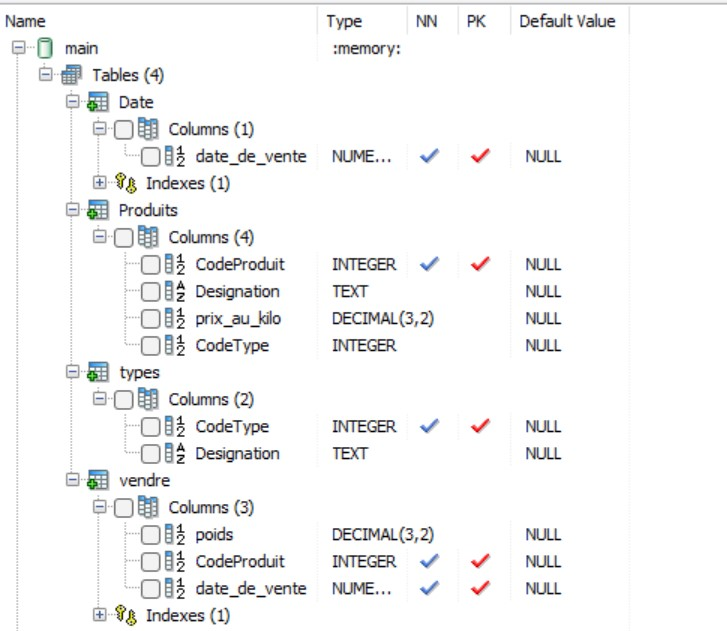 Name Type NN PK Default Value
main :memory:
Tables (4)
Date
Columns (1)
date_de_vente NUME... NULL
Indexes (1)
Produits
Columns (4)
CodeProduit INTEGER NULL
Designation TEXT NULL
prix_au_kilo DECIMAL(3,2) NULL
CodeType INTEGER NULL
types
Columns (2)
CodeType INTEGER NULL
Designation TEXT NULL
vendre
Columns (3)
poids DECIMAL(3,2) NULL
CodeProduit INTEGER NULL
date_de_vente NUME... NULL
Indexes (1)